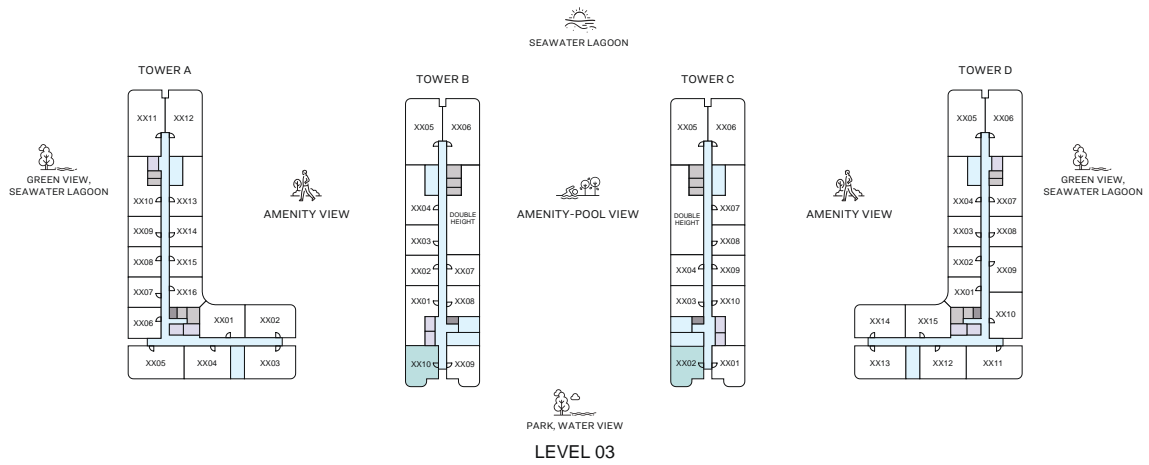 SEAWATER LAGOON
TOWER A
TOWER B
TOWER C
TOWER D
XX11 XX12
XX10 XX13
XX09 XX14
XX08 XX15
XX07 XX16
XX06 XX01 XX02
XX05 XX04 XX03
GREEN VIEW,
SEAWATER LAGOON
AMENITY VIEW
XX05 XX06
XX04 DOUBLE
HEIGHT
XX03
XX02 XX07
XX01 XX08
XX10 XX09
AMENITY-POOL VIEW
XX05 XX06
XX07
DOUBLE
HEIGHT
XX08
XX04 XX09
XX03 XX10
XX02 XX01
AMENITY VIEW
XX05 XX06
XX04 XX07
XX03 XX08
XX02 XX09
XX01
XX14 XX15 XX10
XX13 XX12 XX11
GREEN VIEW,
SEAWATER LAGOON
PARK, WATER VIEW
LEVEL 03